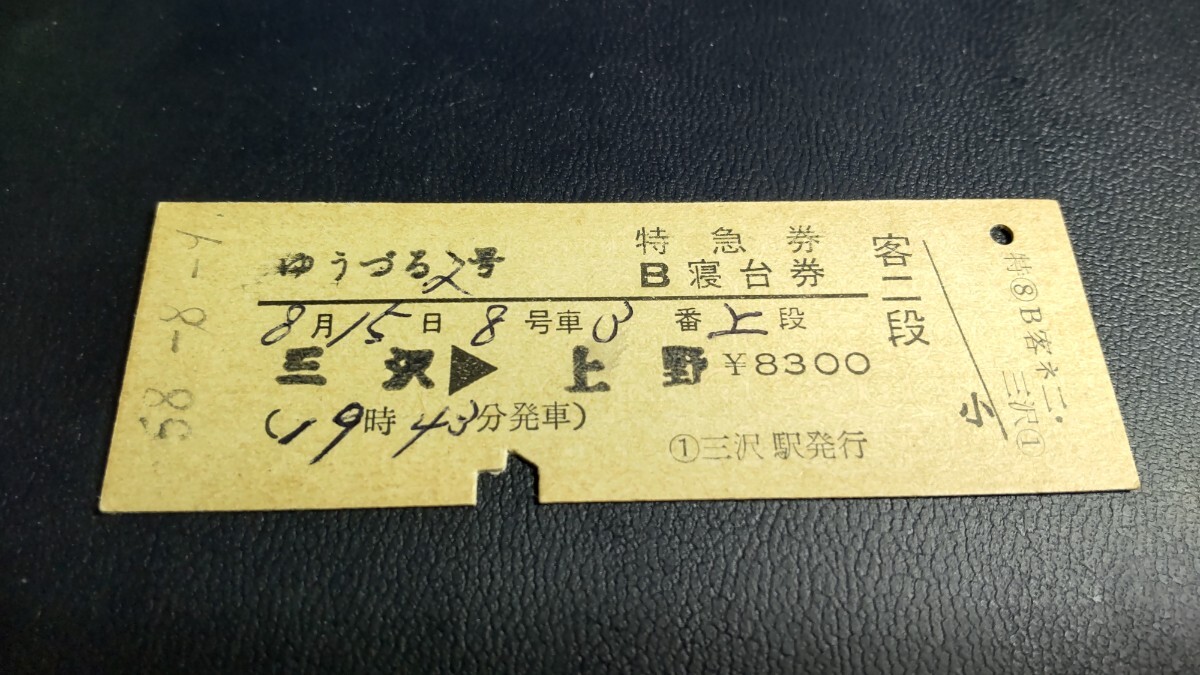 58-8--4
ゆうづる2号
特急券
B寝台券
客二段
8月15日 8号車 3番 上段
三沢▶上野 ¥8300
(19時43分発車)
①三沢駅発行
小
特⑧B客ネ二・
三沢①